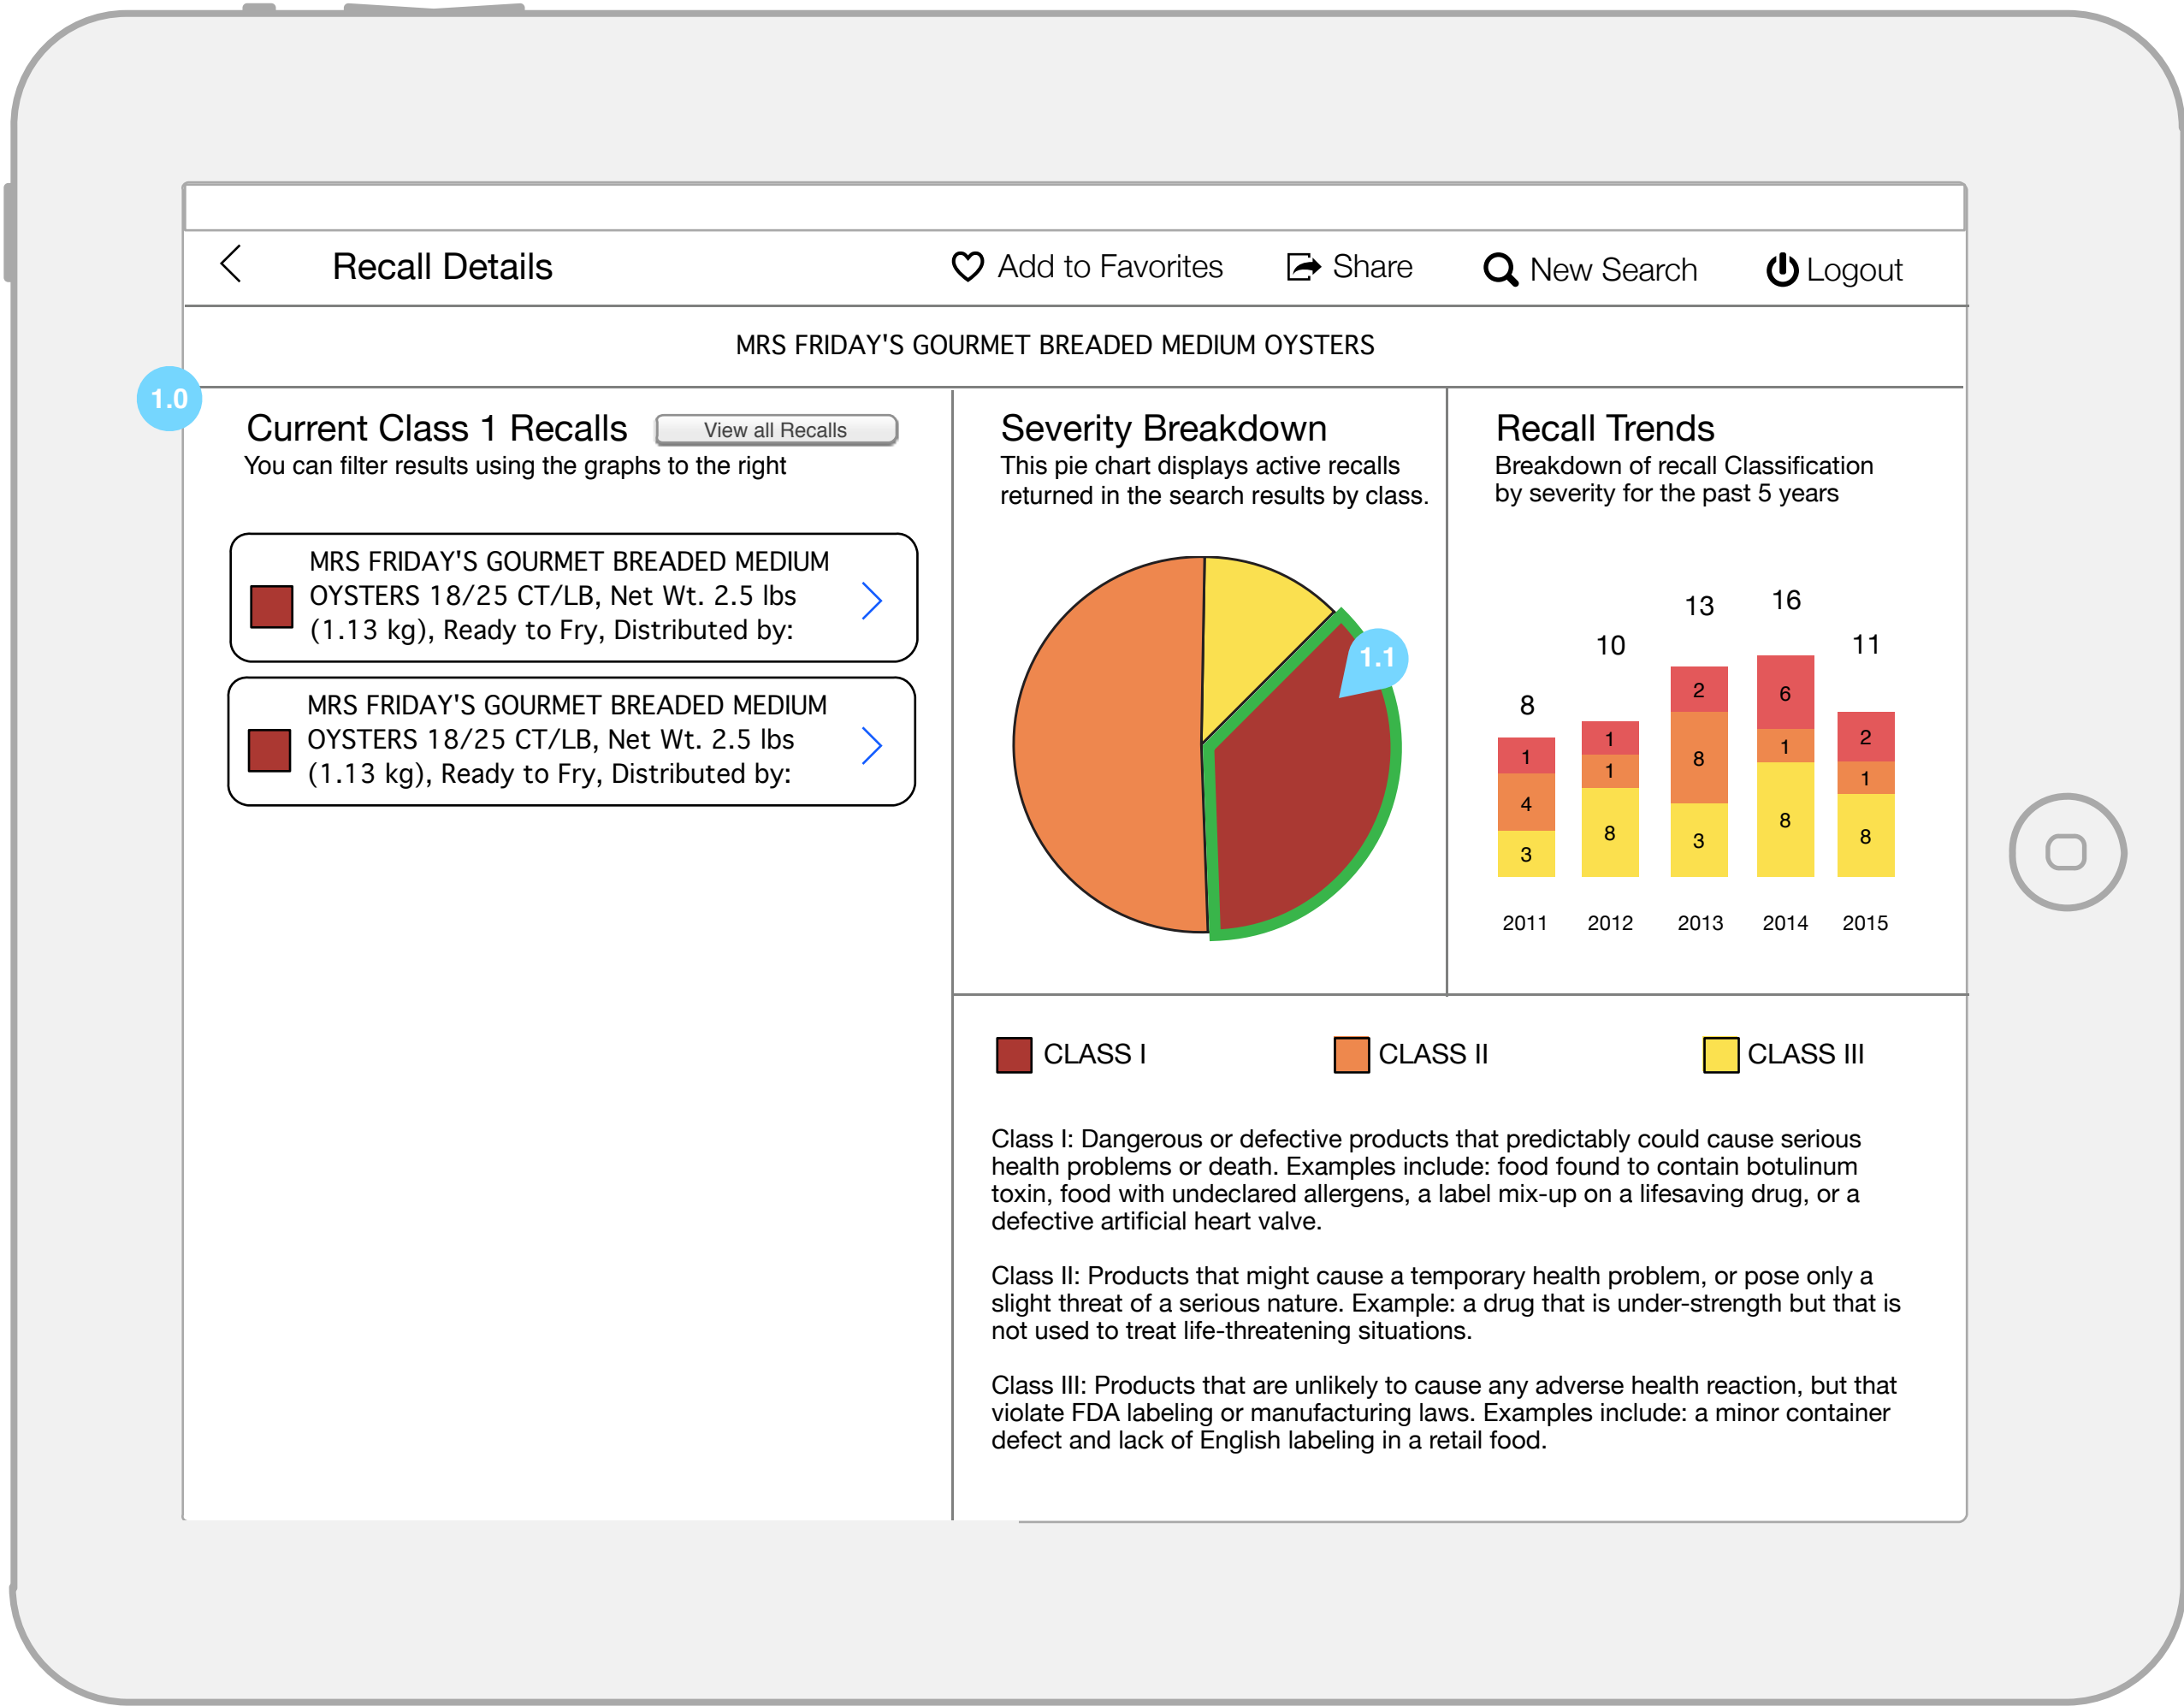 Recall Details
Add to Favorites
Share
New Search
Logout
MRS FRIDAY'S GOURMET BREADED MEDIUM OYSTERS
1.0
Current Class 1 Recalls
View all Recalls
You can filter results using the graphs to the right
MRS FRIDAY'S GOURMET BREADED MEDIUM
OYSTERS 18/25 CT/LB, Net Wt. 2.5 lbs
(1.13 kg), Ready to Fry, Distributed by:
MRS FRIDAY'S GOURMET BREADED MEDIUM
OYSTERS 18/25 CT/LB, Net Wt. 2.5 lbs
(1.13 kg), Ready to Fry, Distributed by:
Severity Breakdown
This pie chart displays active recalls
returned in the search results by class.
1.1
Recall Trends
Breakdown of recall Classification
by severity for the past 5 years
8
1
4
3
2011
10
1
1
8
2012
13
2
8
3
2013
16
6
1
8
2014
11
2
1
8
2015
CLASS I
CLASS II
CLASS III
Class I: Dangerous or defective products that predictably could cause serious
health problems or death. Examples include: food found to contain botulinum
toxin, food with undeclared allergens, a label mix-up on a lifesaving drug, or a
defective artificial heart valve.
Class II: Products that might cause a temporary health problem, or pose only a
slight threat of a serious nature. Example: a drug that is under-strength but that is
not used to treat life-threatening situations.
Class III: Products that are unlikely to cause any adverse health reaction, but that
violate FDA labeling or manufacturing laws. Examples include: a minor container
defect and lack of English labeling in a retail food.